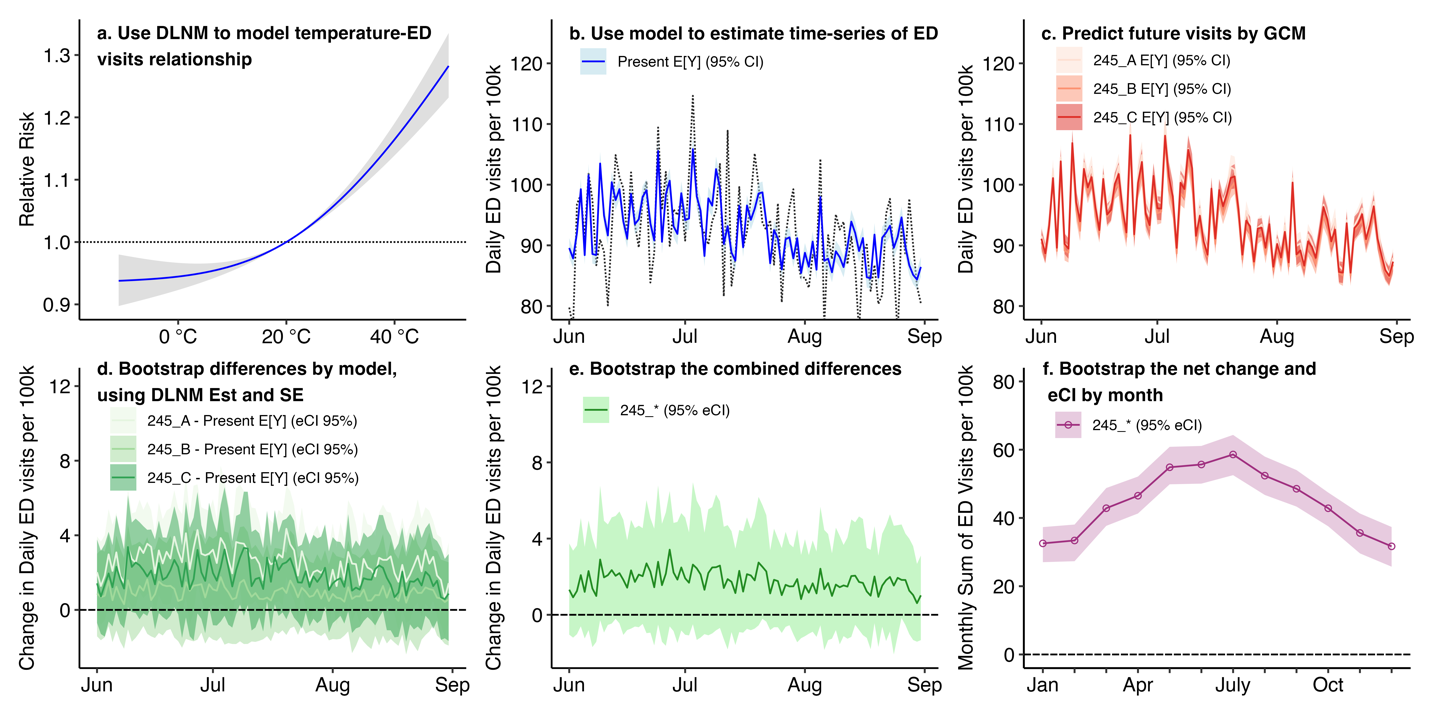 a. Use DLNM to model temperature-ED
visits relationship
Relative Risk
1.3
1.2
1.1
1.0
0.9
0 °C
20 °C
40 °C
b. Use model to estimate time-series of ED
Present E[Y] (95% CI)
Daily ED visits per 100k
120
110
100
90
80
Jun
Jul
Aug
Sep
c. Predict future visits by GCM
245_A E[Y] (95% CI)
245_B E[Y] (95% CI)
245_C E[Y] (95% CI)
Daily ED visits per 100k
120
110
100
90
80
Jun
Jul
Aug
Sep
d. Bootstrap differences by model,
using DLNM Est and SE
245_A - Present E[Y] (eCI 95%)
245_B - Present E[Y] (eCI 95%)
245_C - Present E[Y] (eCI 95%)
Change in Daily ED visits per 100k
12
8
4
0
Jun
Jul
Aug
Sep
e. Bootstrap the combined differences
245_* (95% eCI)
Change in Daily ED visits per 100k
12
8
4
0
Jun
Jul
Aug
Sep
f. Bootstrap the net change and
eCI by month
245_* (95% eCI)
Monthly Sum of ED Visits per 100k
80
60
40
20
0
Jan
Apr
July
Oct